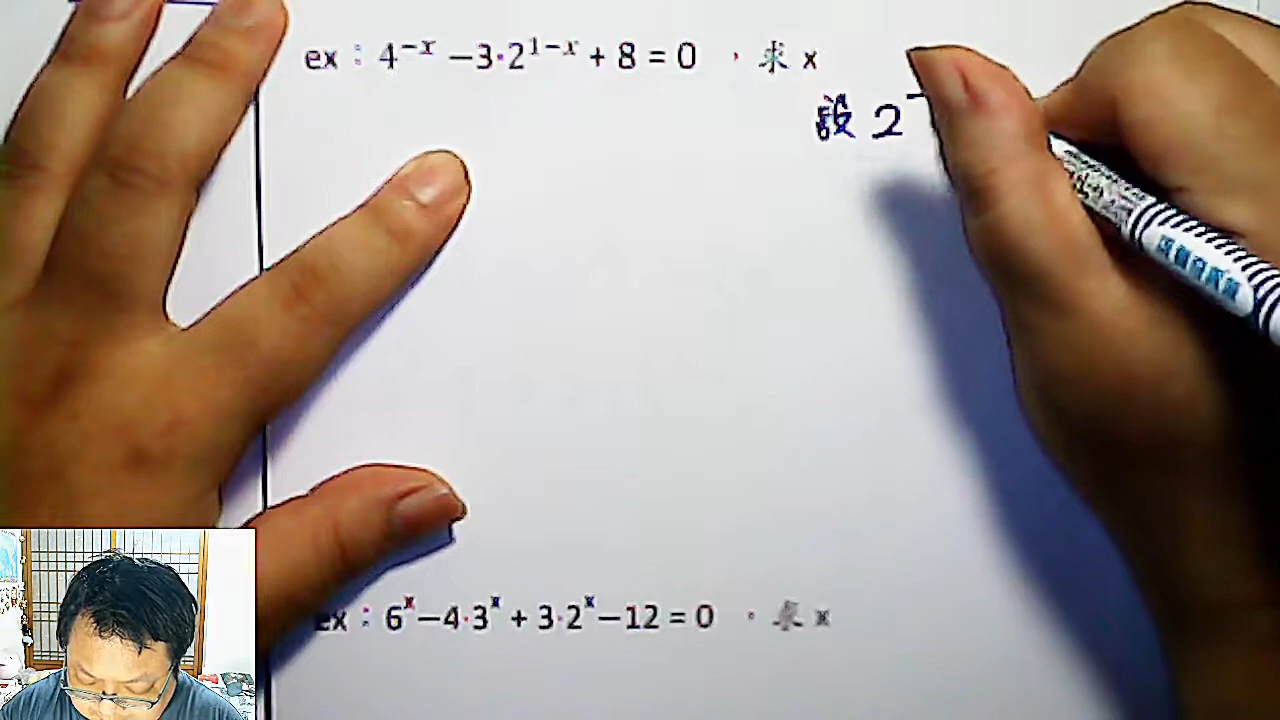 ex：4⁻ˣ −3·2¹⁻ˣ + 8 = 0 ，求 x
設 2⁻
ex：6ˣ−4·3ˣ + 3·2ˣ−12 = 0 ，求 x